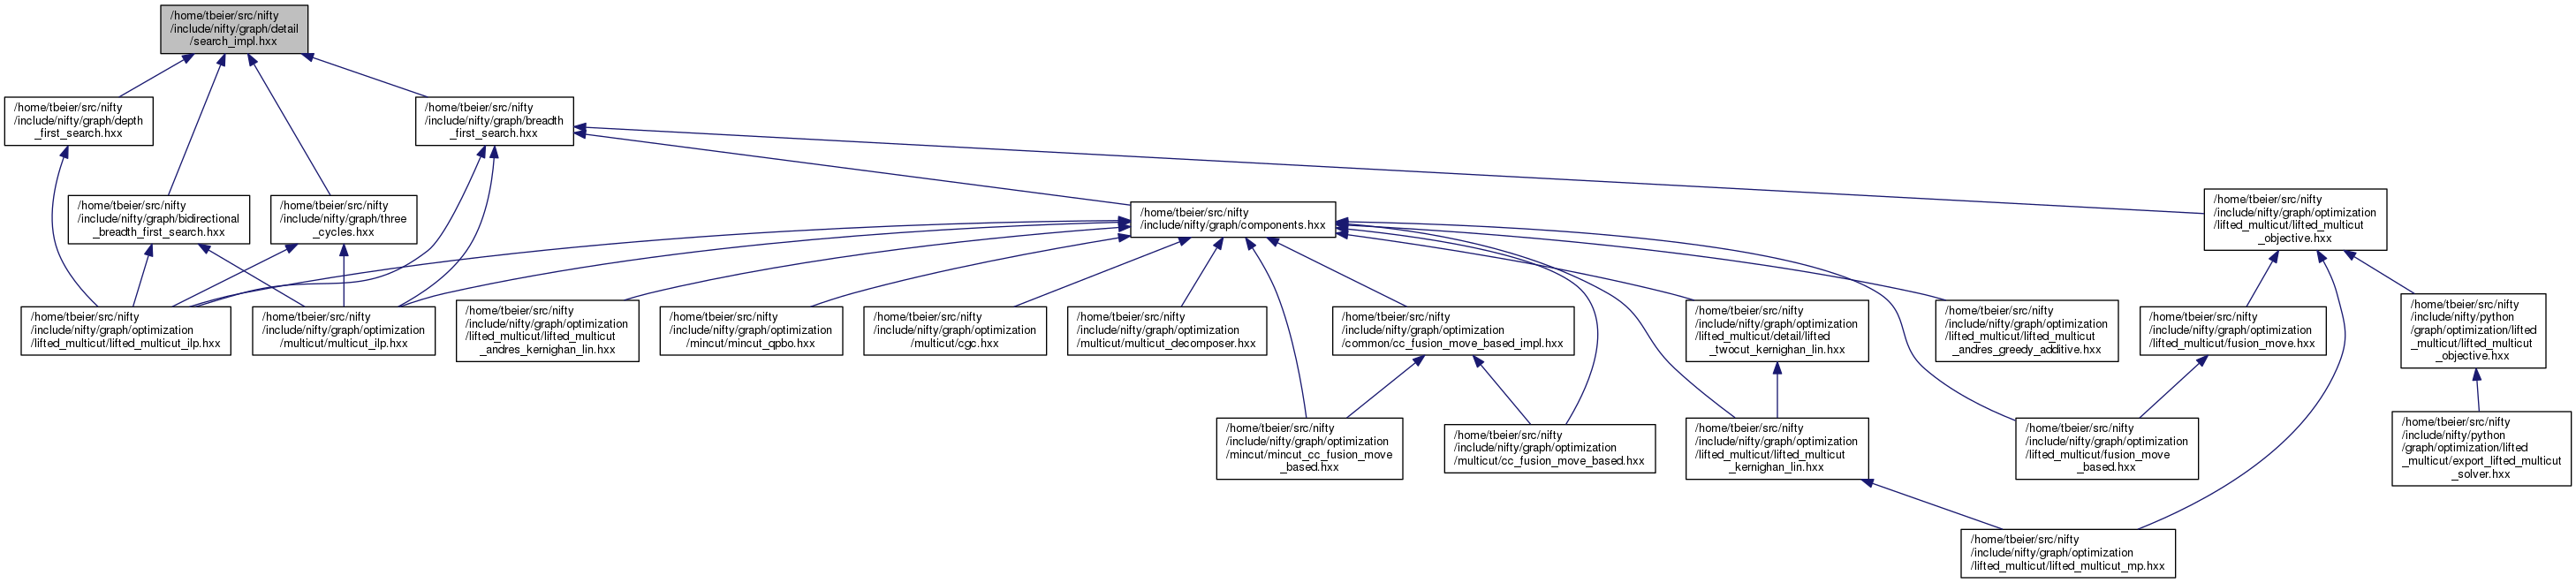 /home/tbeier/src/nifty
/include/nifty/graph/detail
/search_impl.hxx
/home/tbeier/src/nifty
/include/nifty/graph/depth
_first_search.hxx
/home/tbeier/src/nifty
/include/nifty/graph/breadth
_first_search.hxx
/home/tbeier/src/nifty
/include/nifty/graph/bidirectional
_breadth_first_search.hxx
/home/tbeier/src/nifty
/include/nifty/graph/three
_cycles.hxx
/home/tbeier/src/nifty
/include/nifty/graph/components.hxx
/home/tbeier/src/nifty
/include/nifty/graph/optimization
/lifted_multicut/lifted_multicut
_objective.hxx
/home/tbeier/src/nifty
/include/nifty/graph/optimization
/lifted_multicut/lifted_multicut_ilp.hxx
/home/tbeier/src/nifty
/include/nifty/graph/optimization
/multicut/multicut_ilp.hxx
/home/tbeier/src/nifty
/include/nifty/graph/optimization
/lifted_multicut/lifted_multicut
_andres_kernighan_lin.hxx
/home/tbeier/src/nifty
/include/nifty/graph/optimization
/mincut/mincut_qpbo.hxx
/home/tbeier/src/nifty
/include/nifty/graph/optimization
/multicut/cgc.hxx
/home/tbeier/src/nifty
/include/nifty/graph/optimization
/multicut/multicut_decomposer.hxx
/home/tbeier/src/nifty
/include/nifty/graph/optimization
/common/cc_fusion_move_based_impl.hxx
/home/tbeier/src/nifty
/include/nifty/graph/optimization
/lifted_multicut/detail/lifted
_twocut_kernighan_lin.hxx
/home/tbeier/src/nifty
/include/nifty/graph/optimization
/lifted_multicut/lifted_multicut
_andres_greedy_additive.hxx
/home/tbeier/src/nifty
/include/nifty/graph/optimization
/lifted_multicut/fusion_move.hxx
/home/tbeier/src/nifty
/include/nifty/python
/graph/optimization/lifted
_multicut/lifted_multicut
_objective.hxx
/home/tbeier/src/nifty
/include/nifty/graph/optimization
/mincut/mincut_cc_fusion_move
_based.hxx
/home/tbeier/src/nifty
/include/nifty/graph/optimization
/multicut/cc_fusion_move_based.hxx
/home/tbeier/src/nifty
/include/nifty/graph/optimization
/lifted_multicut/lifted_multicut
_kernighan_lin.hxx
/home/tbeier/src/nifty
/include/nifty/graph/optimization
/lifted_multicut/fusion_move
_based.hxx
/home/tbeier/src/nifty
/include/nifty/python
/graph/optimization/lifted
_multicut/export_lifted_multicut
_solver.hxx
/home/tbeier/src/nifty
/include/nifty/graph/optimization
/lifted_multicut/lifted_multicut_mp.hxx